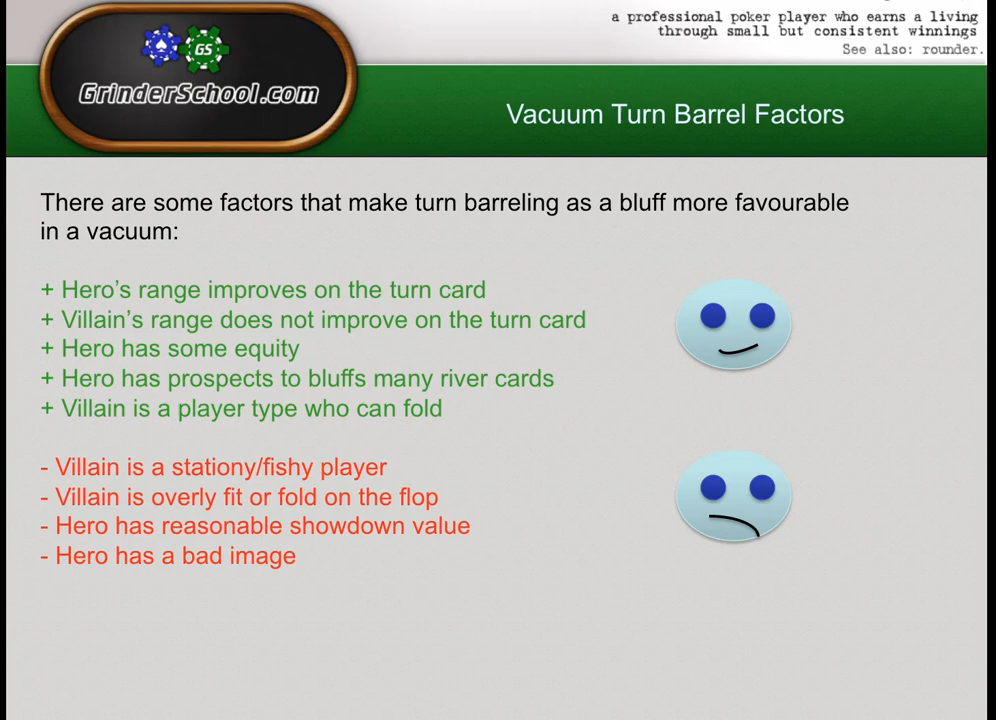 a professional poker player who earns a living
through small but consistent winnings
See also: rounder.
GS
GrinderSchool.com
Vacuum Turn Barrel Factors
There are some factors that make turn barreling as a bluff more favourable
in a vacuum:
+ Hero’s range improves on the turn card
+ Villain’s range does not improve on the turn card
+ Hero has some equity
+ Hero has prospects to bluffs many river cards
+ Villain is a player type who can fold
- Villain is a stationy/fishy player
- Villain is overly fit or fold on the flop
- Hero has reasonable showdown value
- Hero has a bad image